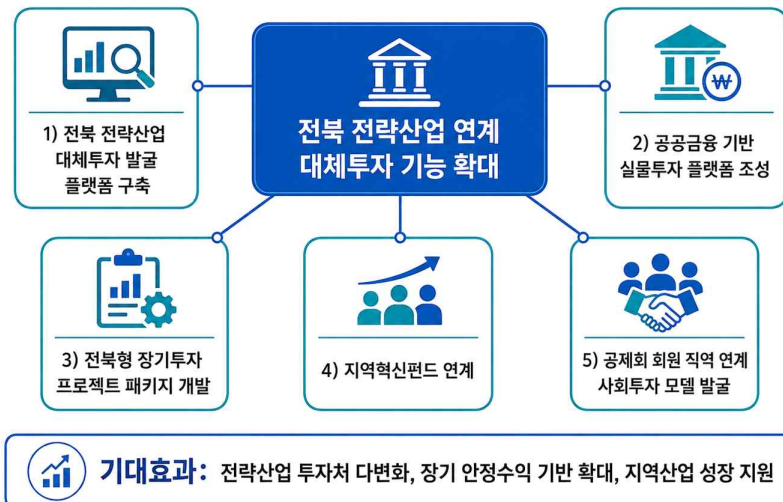 전북 전략산업 연계
대체투자 기능 확대
1) 전북 전략산업
대체투자 발굴
플랫폼 구축
₩
2) 공공금융 기반
실물투자 플랫폼 조성
3) 전북형 장기투자
프로젝트 패키지 개발
4) 지역혁신펀드 연계
5) 공제회 회원 직역 연계
사회투자 모델 발굴
기대효과: 전략산업 투자처 다변화, 장기 안정수익 기반 확대, 지역산업 성장 지원